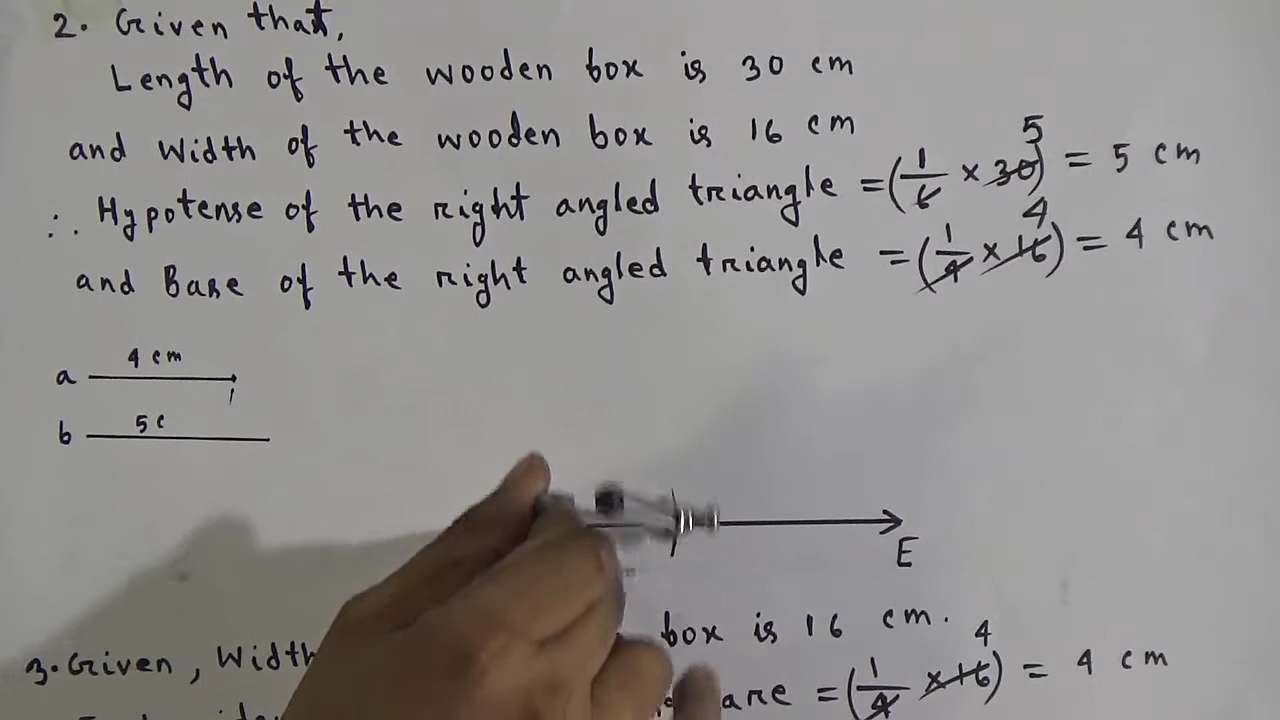 2. Given that,
Length of the wooden box is 30 cm
and Width of the wooden box is 16 cm
∴ Hypotense of the right angled triangle = (1/6 × 30) 5 = 5 cm
and Base of the right angled triangle = (1/4 × 16) 4 = 4 cm
a 4 cm
b 5 c
E
3. Given, Width box is 16 cm.
= (1/4 × 16) 4 = 4 cm